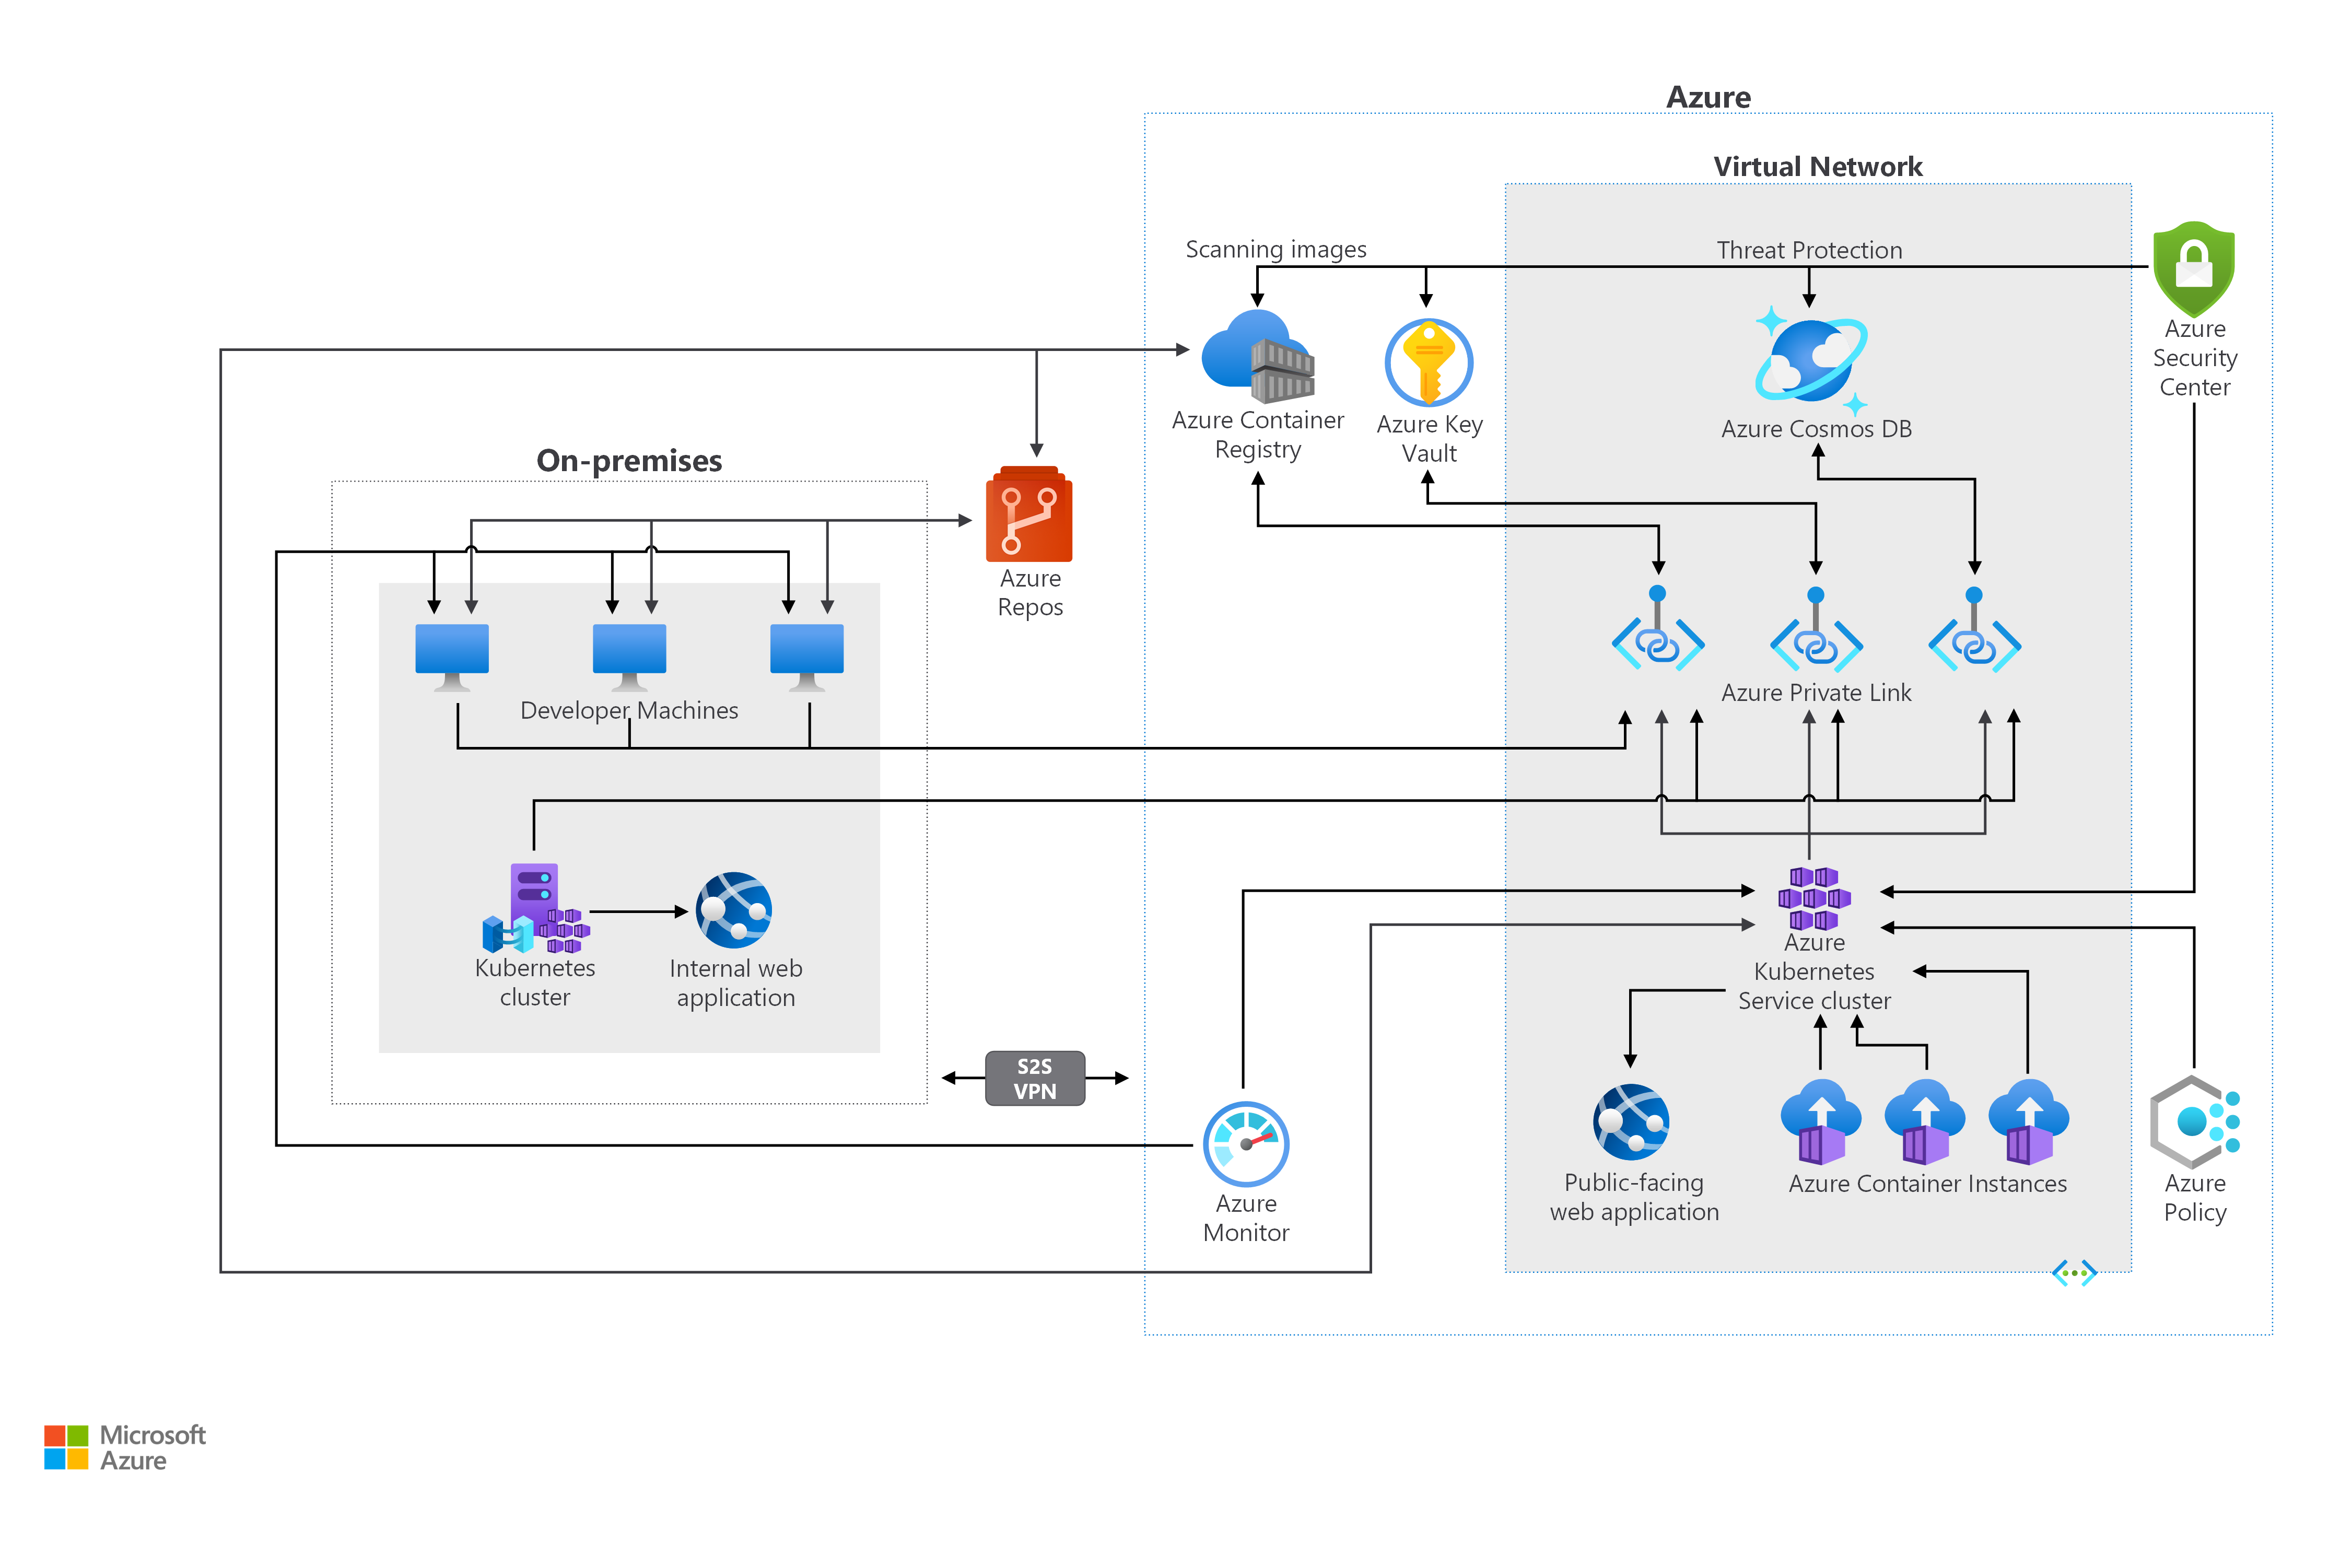 Azure
Virtual Network
Scanning images
Threat Protection
Azure
Security
Center
Azure Container
Registry
Azure Key
Vault
Azure Cosmos DB
On-premises
Azure
Repos
Developer Machines
Azure Private Link
Kubernetes
cluster
Internal web
application
Azure
Kubernetes
Service cluster
S2S
VPN
Azure
Monitor
Public-facing
web application
Azure Container Instances
Azure
Policy
Microsoft
Azure